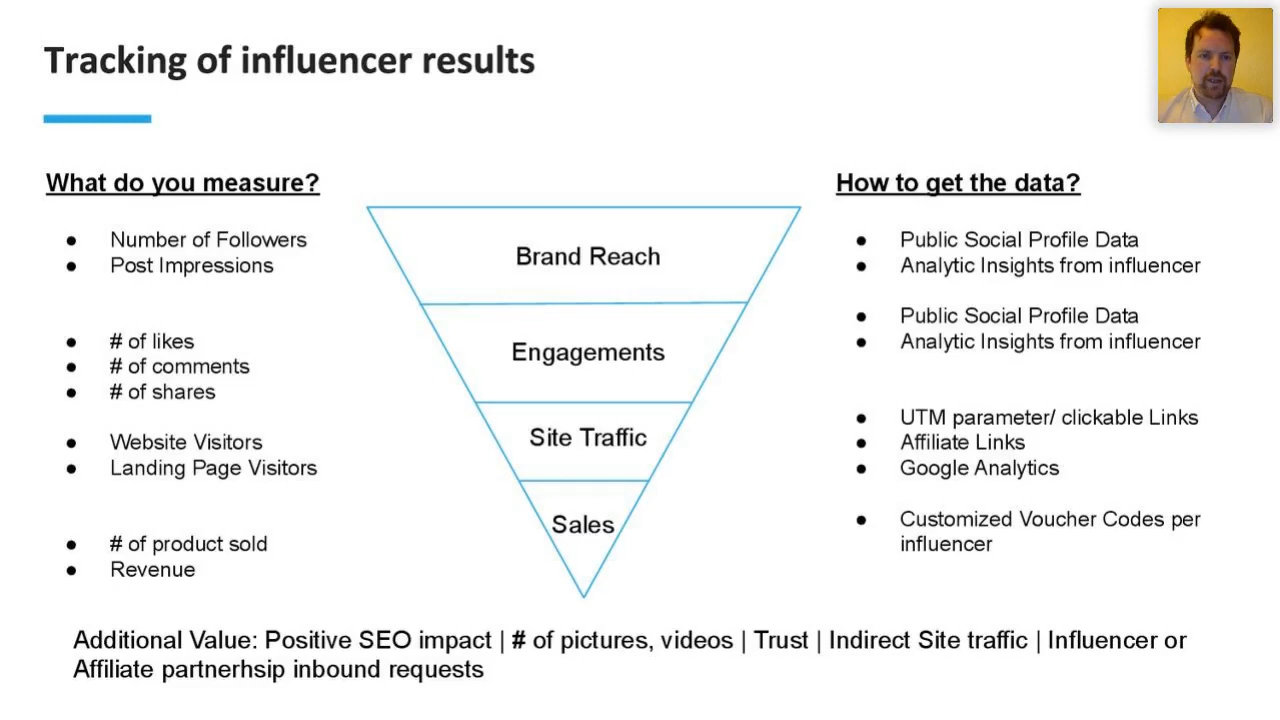 Tracking of influencer results
What do you measure?
● Number of Followers
● Post Impressions
● # of likes
● # of comments
● # of shares
● Website Visitors
● Landing Page Visitors
● # of product sold
● Revenue
Brand Reach
Engagements
Site Traffic
Sales
How to get the data?
● Public Social Profile Data
● Analytic Insights from influencer
● Public Social Profile Data
● Analytic Insights from influencer
● UTM parameter/ clickable Links
● Affiliate Links
● Google Analytics
● Customized Voucher Codes per
influencer
Additional Value: Positive SEO impact | # of pictures, videos | Trust | Indirect Site traffic | Influencer or
Affiliate partnerhsip inbound requests